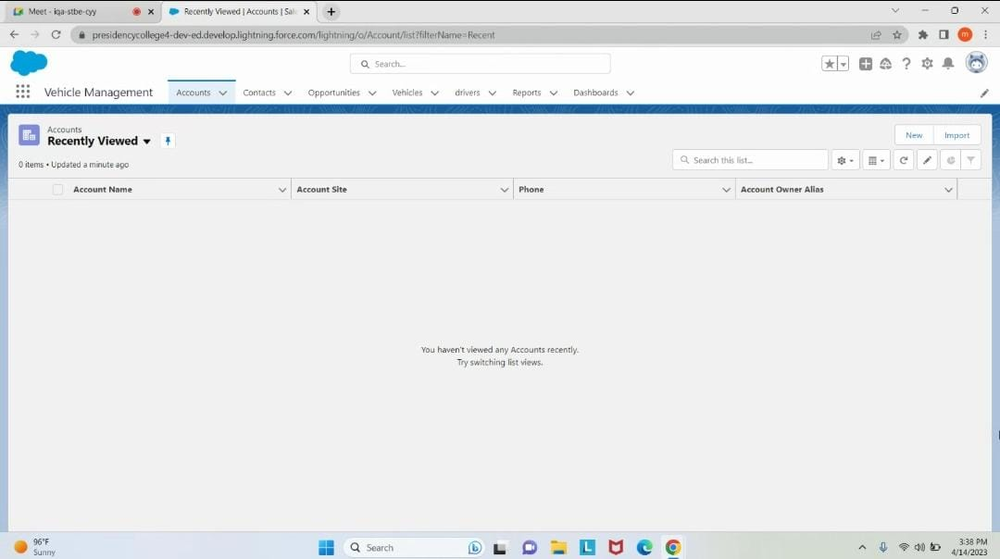 Meet - iqa-stbe-cyy
Recently Viewed | Accounts | Sal
presidencycollege4-dev-ed.develop.lightning.force.com/lightning/o/Account/list?filterName=Recent
m
Search...
Vehicle Management
Accounts Contacts Opportunities Vehicles drivers Reports Dashboards
Accounts
Recently Viewed
New Import
0 items • Updated a minute ago
Search this list...
Account Name Account Site Phone Account Owner Alias
You haven't viewed any Accounts recently.
Try switching list views.
96°F
Sunny
Search
L
3:38 PM
4/14/2023